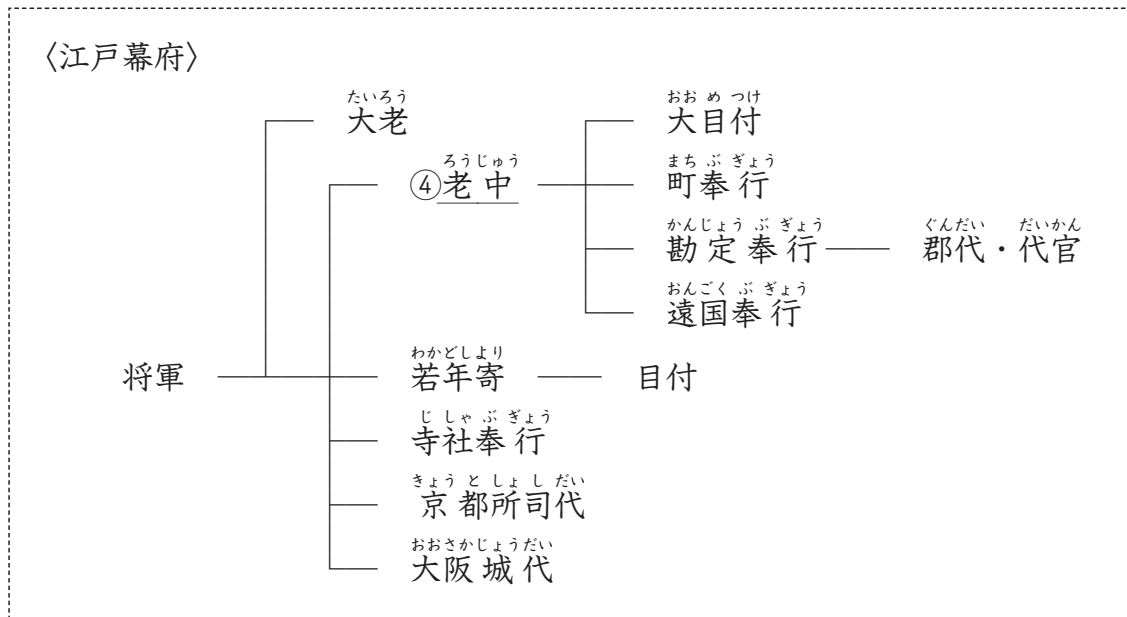 〈江戸幕府〉
たいろう
大老
おおめつけ
大目付
ろうじゅう
④老中
まちぶぎょう
町奉行
かんじょうぶぎょう
勘定奉行
ぐんだい だいかん
郡代・代官
おんごくぶぎょう
遠国奉行
将軍
わかどしより
若年寄
目付
じしゃぶぎょう
寺社奉行
きょうとしょしだい
京都所司代
おおさかじょうだい
大阪城代